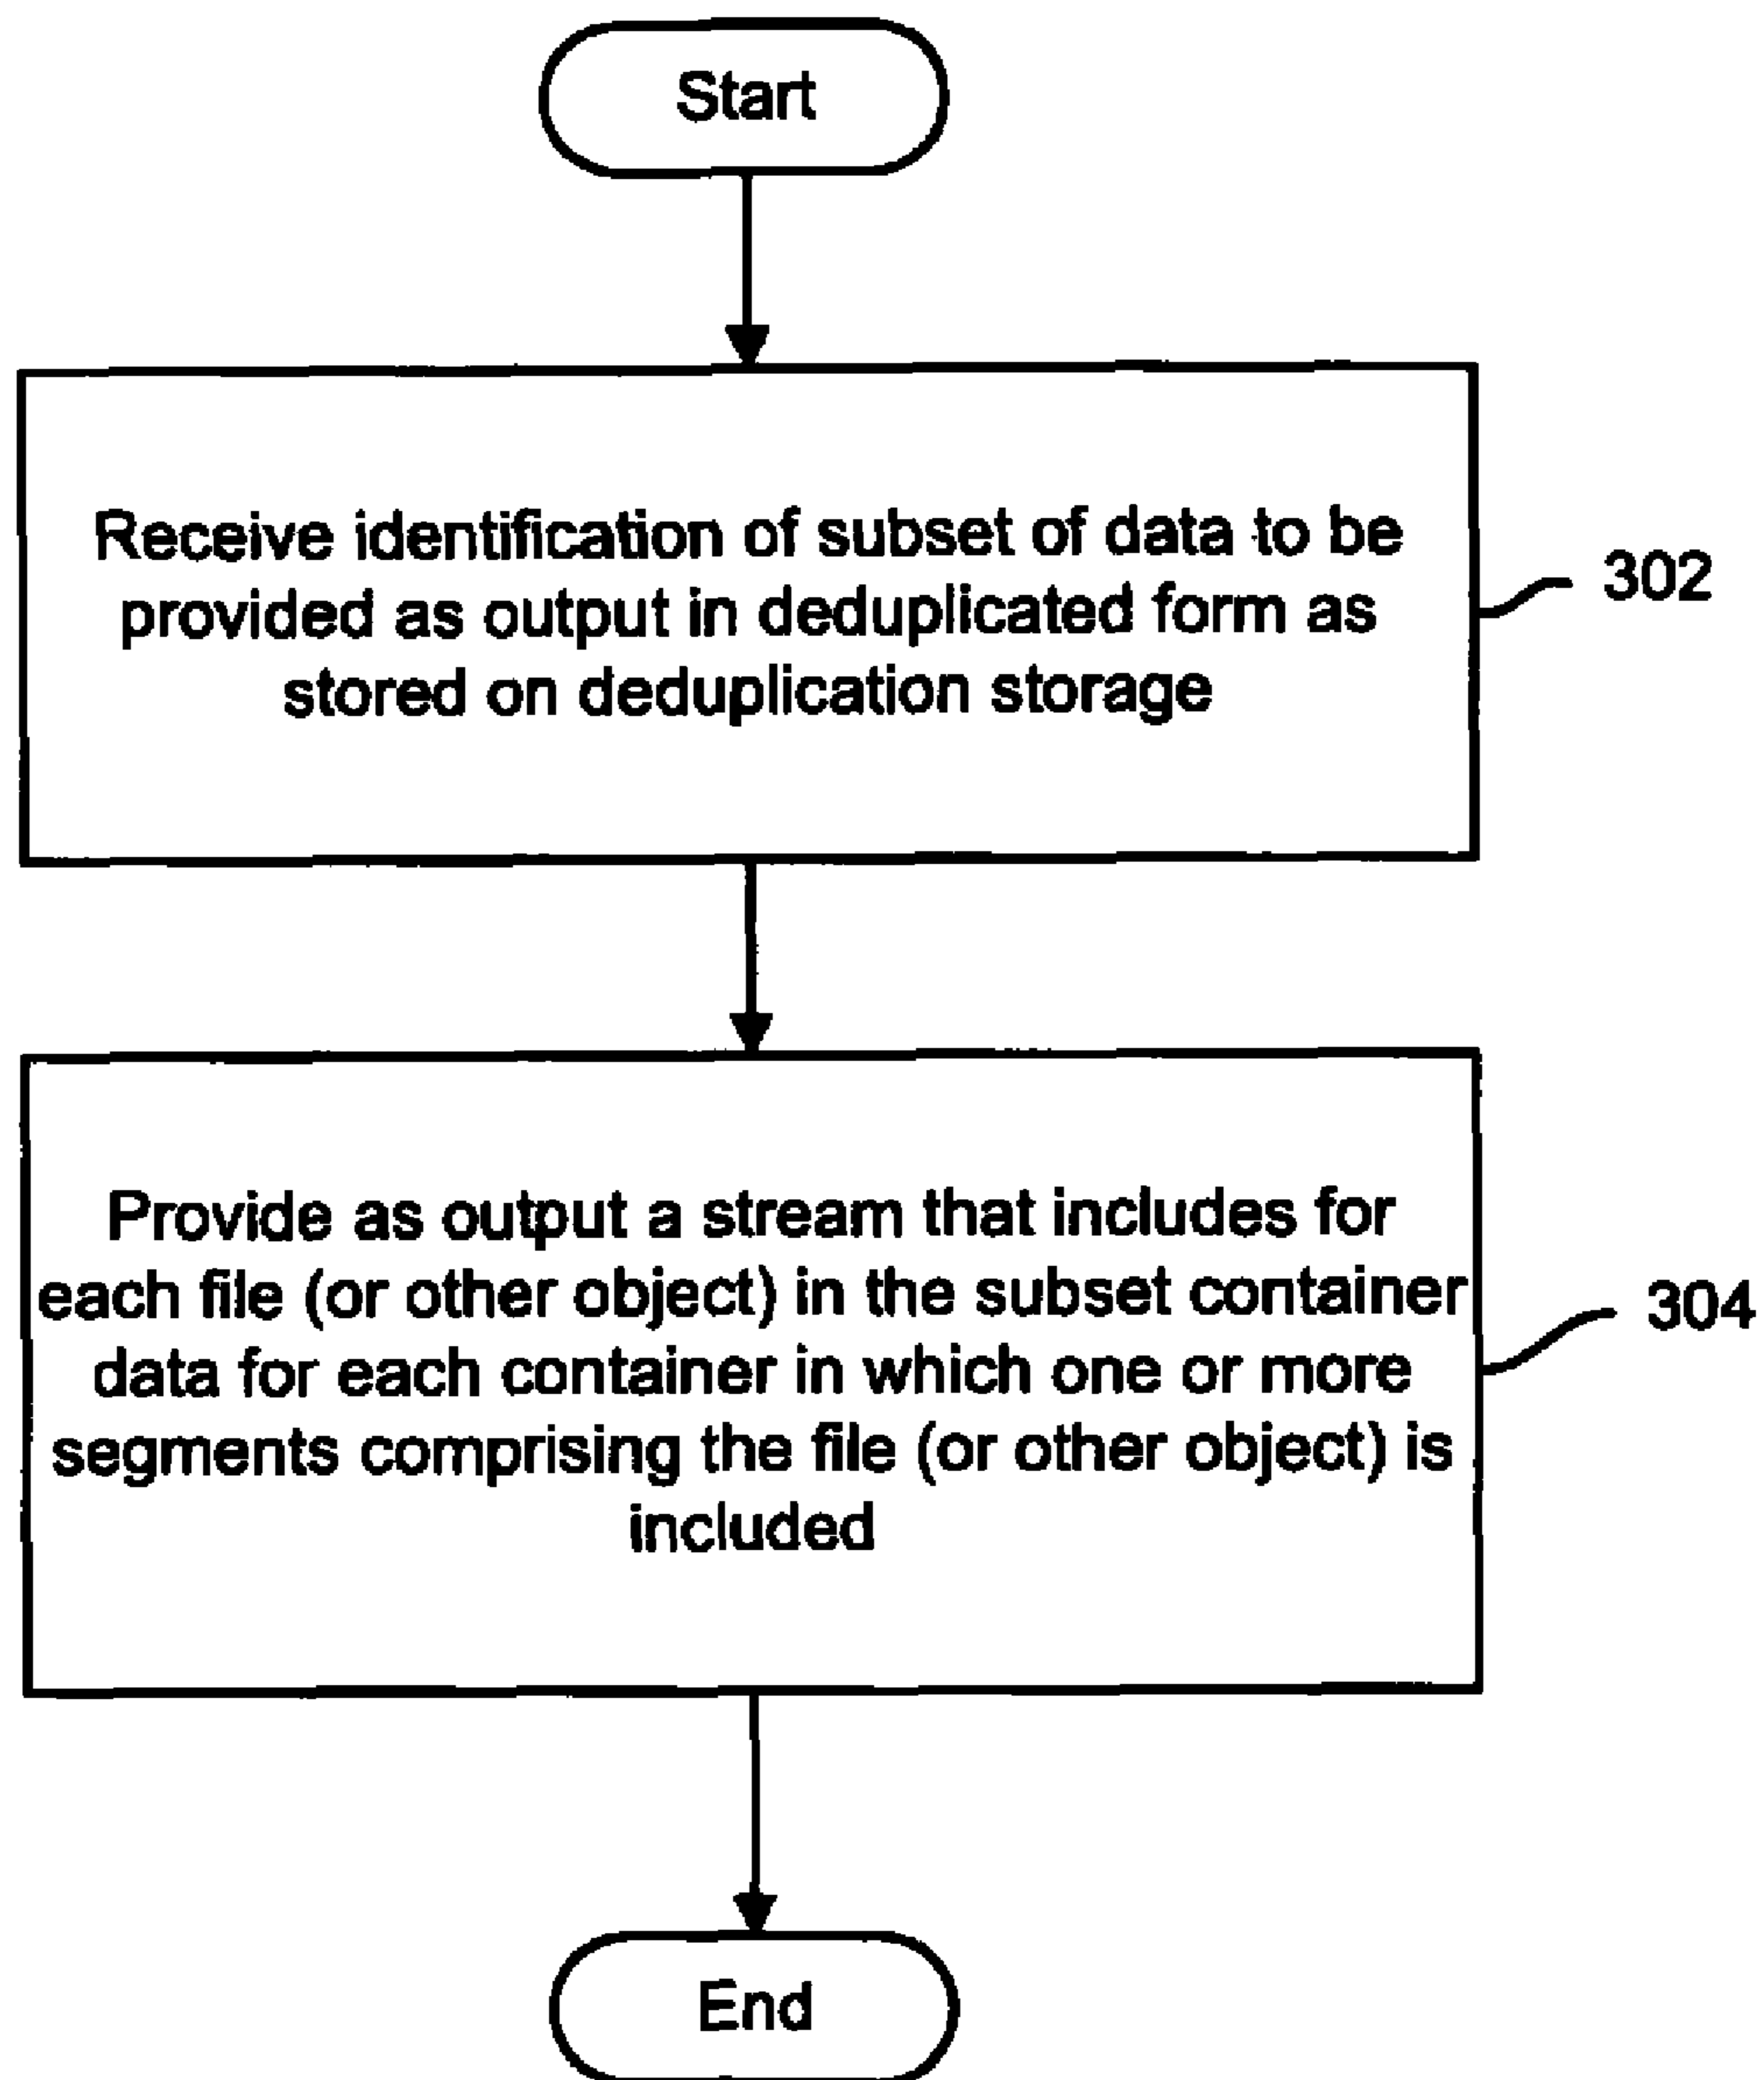 Start
Receive identification of subset of data to be
provided as output in deduplicated form as
stored on deduplication storage
302
Provide as output a stream that includes for
each file (or other object) in the subset container
data for each container in which one or more
segments comprising the file (or other object) is
included
304
End